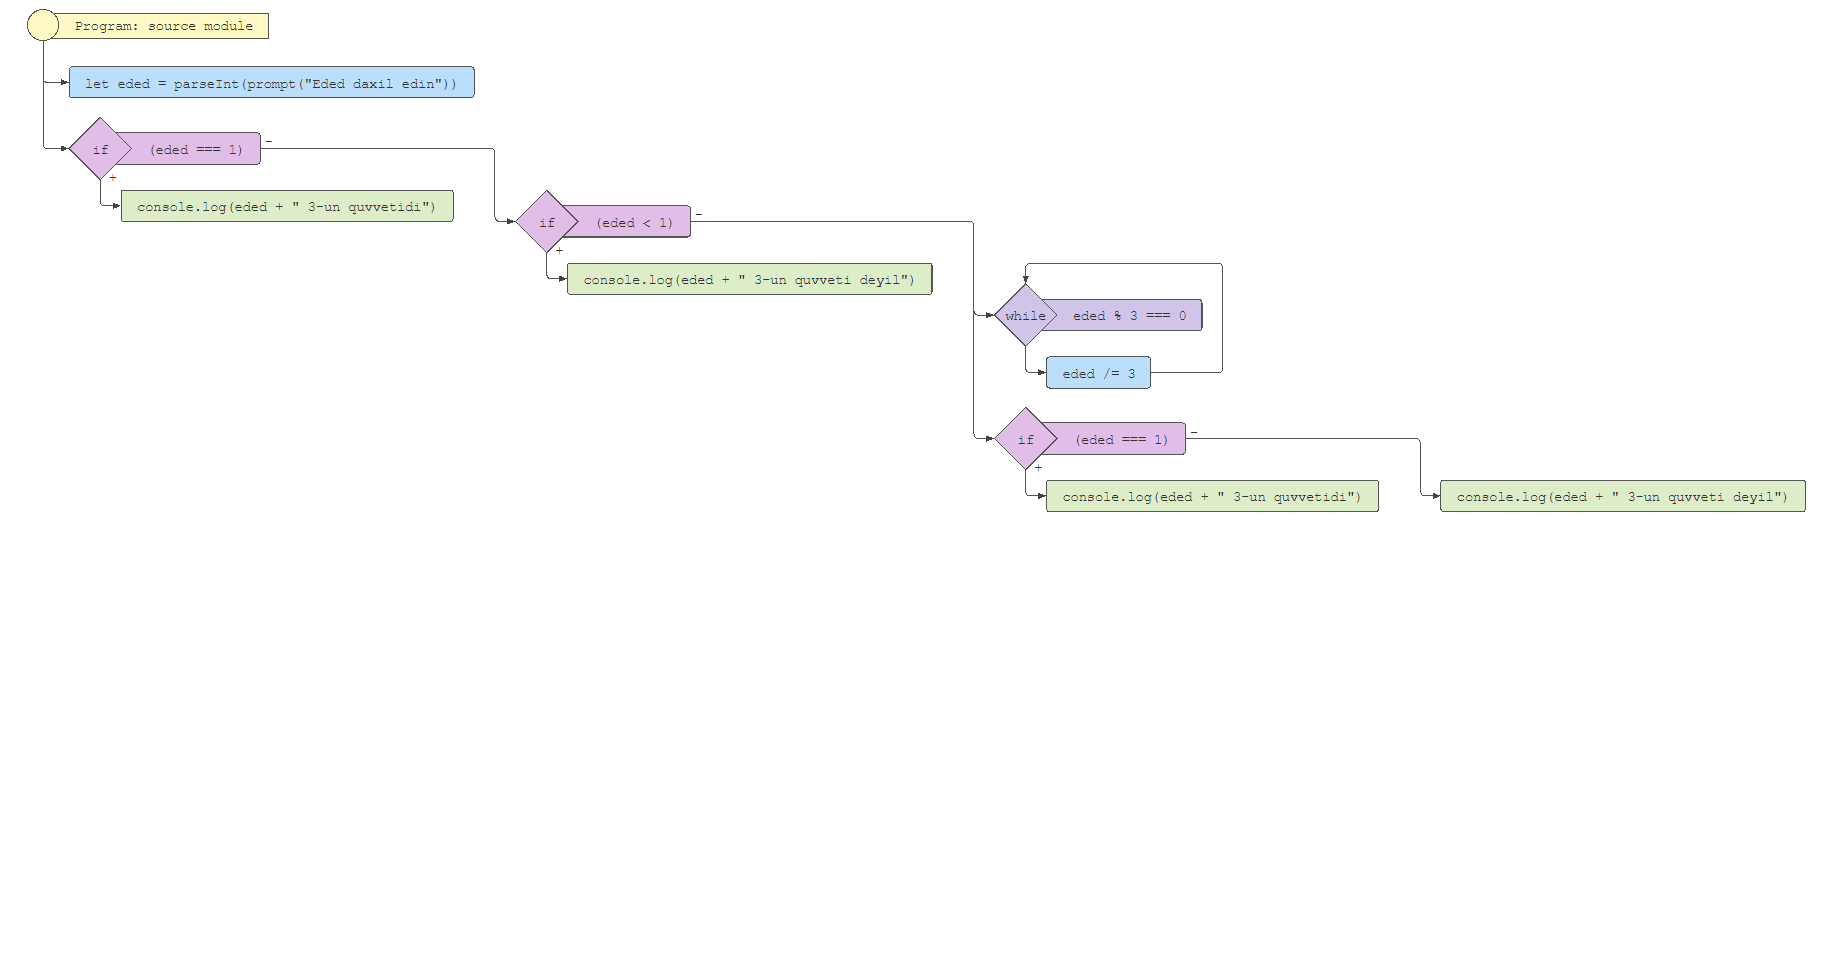 Program: source module
let eded = parseInt(prompt("Eded daxil edin"))
if (eded === 1) -
+
console.log(eded + " 3-un quvvetidi")
if (eded < 1) -
+
console.log(eded + " 3-un quvveti deyil")
while eded % 3 === 0
eded /= 3
if (eded === 1) -
+
console.log(eded + " 3-un quvvetidi")
console.log(eded + " 3-un quvveti deyil")